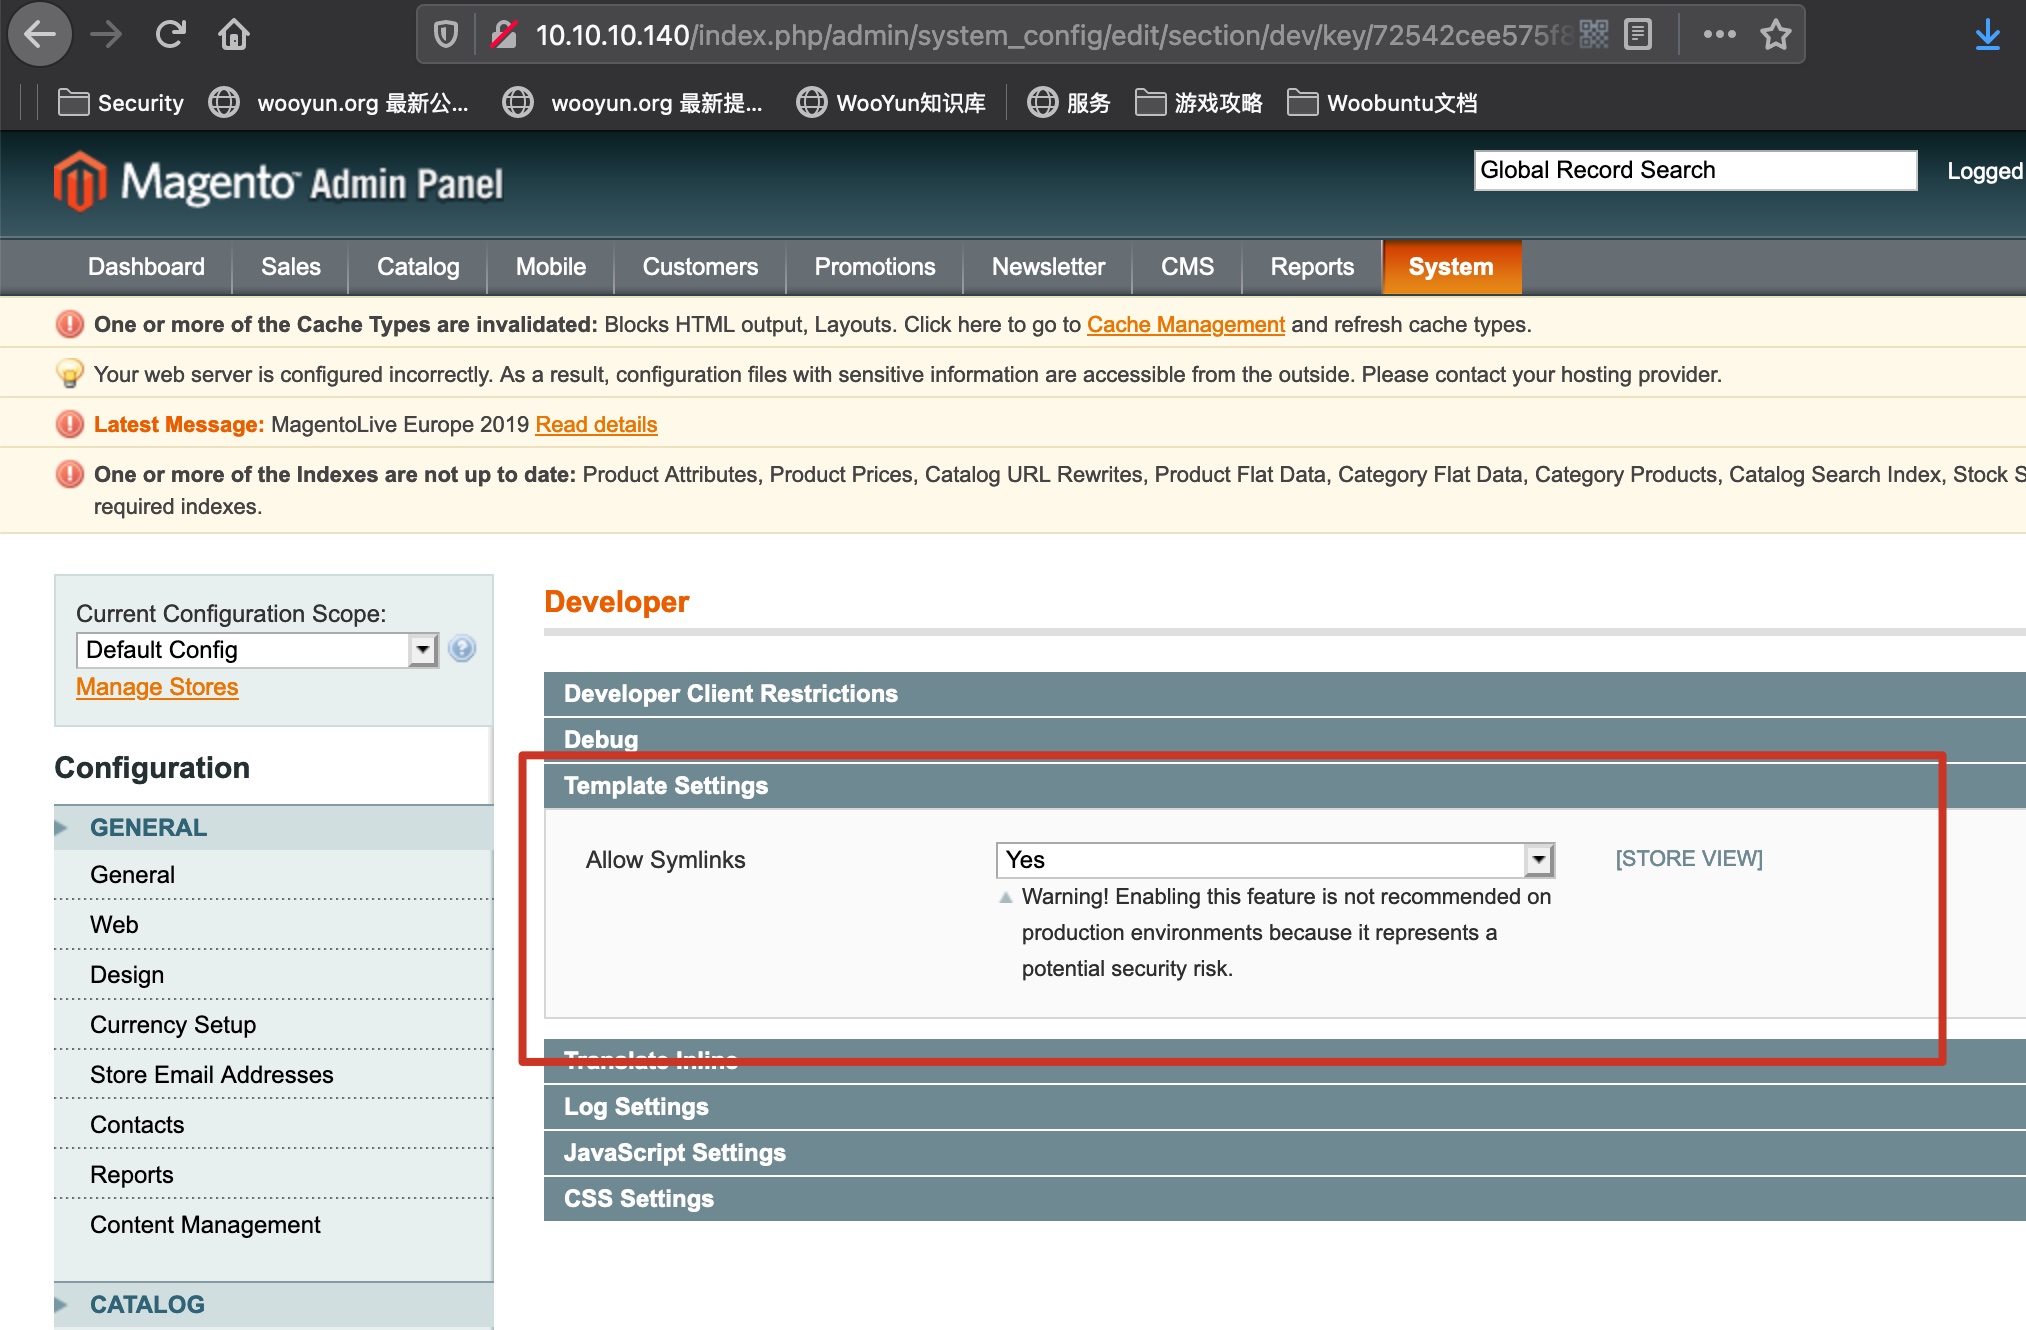 10.10.10.140/index.php/admin/system_config/edit/section/dev/key/72542cee575f8
Security
wooyun.org 最新公...
wooyun.org 最新提...
WooYun知识库
服务
游戏攻略
Woobuntu文档
Magento™ Admin Panel
Global Record Search
Logged
Dashboard
Sales
Catalog
Mobile
Customers
Promotions
Newsletter
CMS
Reports
System
One or more of the Cache Types are invalidated: Blocks HTML output, Layouts. Click here to go to Cache Management and refresh cache types.
Your web server is configured incorrectly. As a result, configuration files with sensitive information are accessible from the outside. Please contact your hosting provider.
Latest Message: MagentoLive Europe 2019 Read details
One or more of the Indexes are not up to date: Product Attributes, Product Prices, Catalog URL Rewrites, Product Flat Data, Category Flat Data, Category Products, Catalog Search Index, Stock S
required indexes.
Current Configuration Scope:
Default Config
Manage Stores
Configuration
GENERAL
General
Web
Design
Currency Setup
Store Email Addresses
Contacts
Reports
Content Management
CATALOG
Developer
Developer Client Restrictions
Debug
Template Settings
Allow Symlinks
Yes
[STORE VIEW]
Warning! Enabling this feature is not recommended on
production environments because it represents a
potential security risk.
Translate Inline
Log Settings
JavaScript Settings
CSS Settings